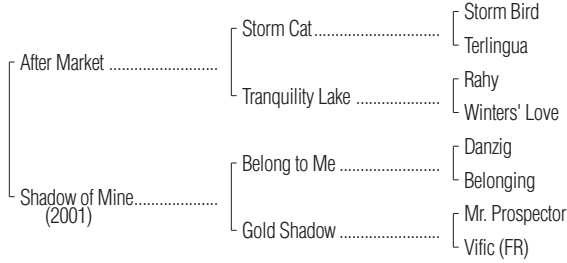 Storm Bird
Storm Cat
Terlingua
After Market
Rahy
Tranquility Lake
Winters' Love
Danzig
Belong to Me
Belonging
Shadow of Mine
(2001)
Mr. Prospector
Gold Shadow
Vific (FR)